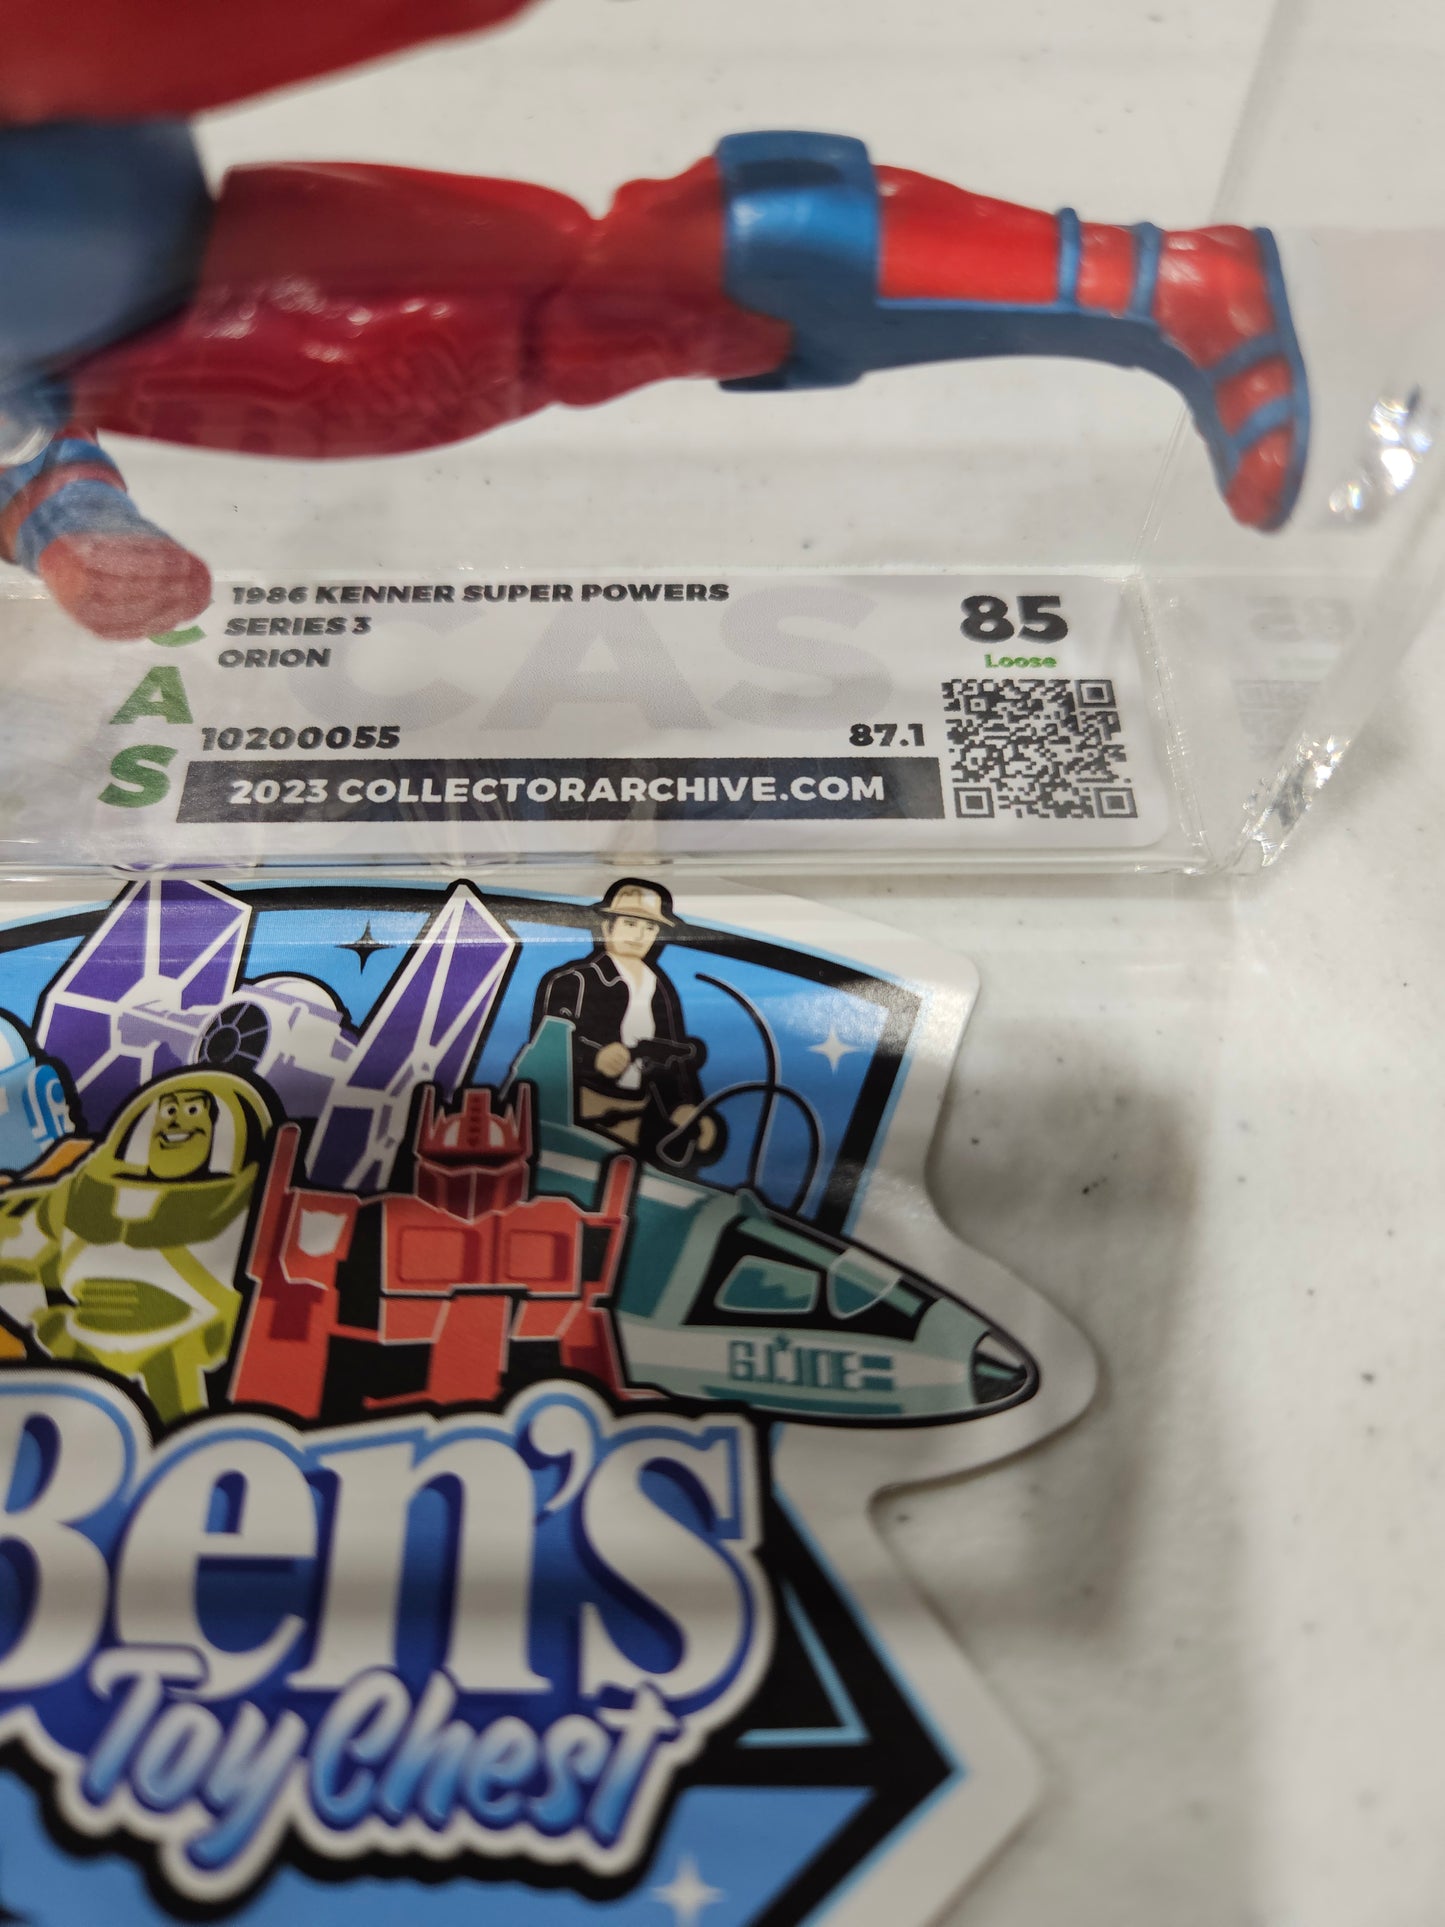 1986 KENNER SUPER POWERS
SERIES 3
ORION
85
Loose
CAS
CAS
10200055
87.1
2023 COLLECTORARCHIVE.COM
G.I. JOE
Ben's
Toy Chest